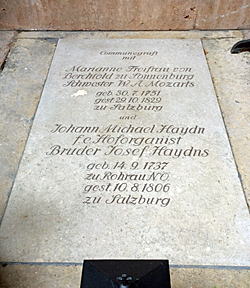 Communegruft
mit
Marianne Freifrau von
Berchtold zu Sonnenburg
Schwester W. A. Mozarts
geb. 30. 7. 1751
gest. 29. 10. 1829
zu Salzburg
und
Johann Michael Haydn
f. e. Hoforganist
Bruder Josef Haydns
geb. 14. 9. 1737
zu Rohrau N.Ö.
gest. 10. 8. 1806
zu Salzburg